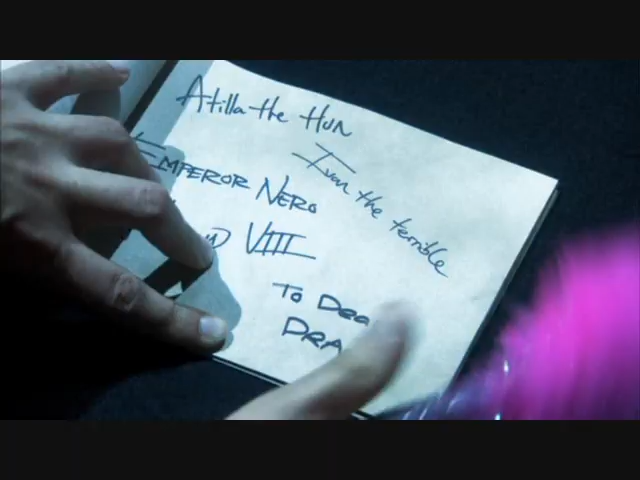 Atilla the Hun
Ivan the terrible
EMPEROR NERO
VIII
TO